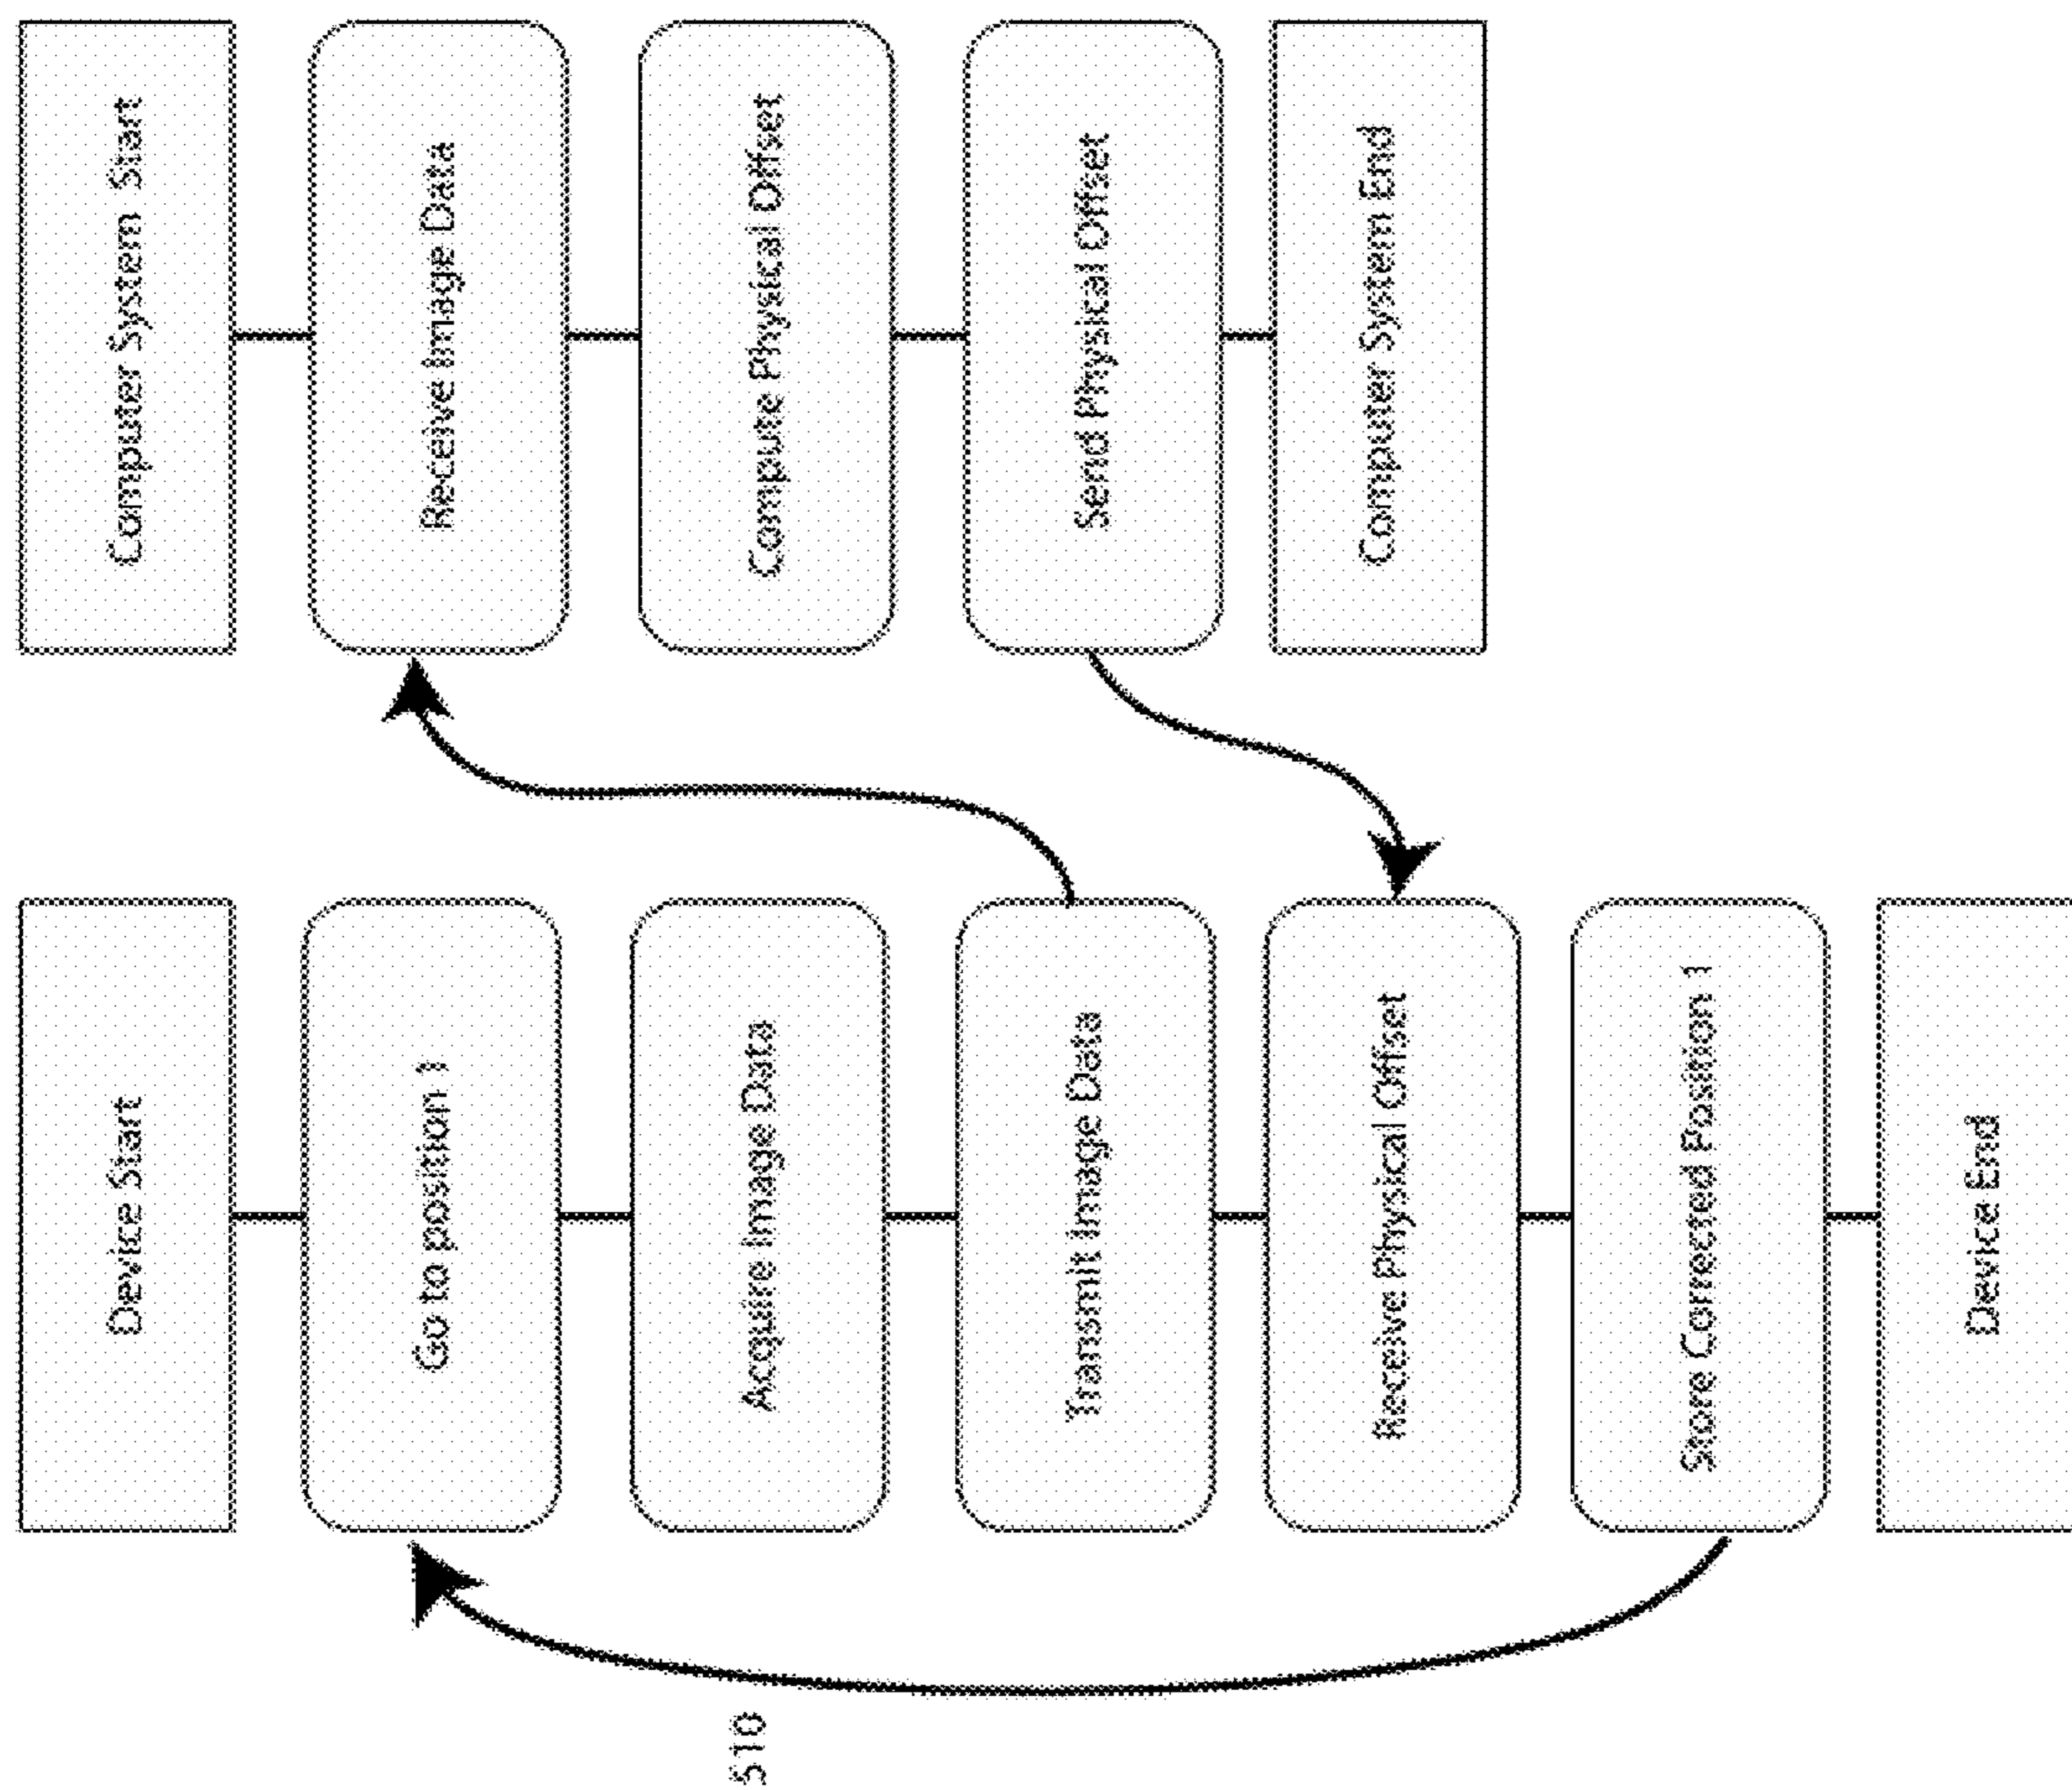 Device Start
Go to position 1
Acquire Image Data
Transmit Image Data
Receive Physical Offset
Store Corrected Position 1
Device End
Computer System Start
Receive Image Data
Compute Physical Offset
Send Physical Offset
Computer System End
510